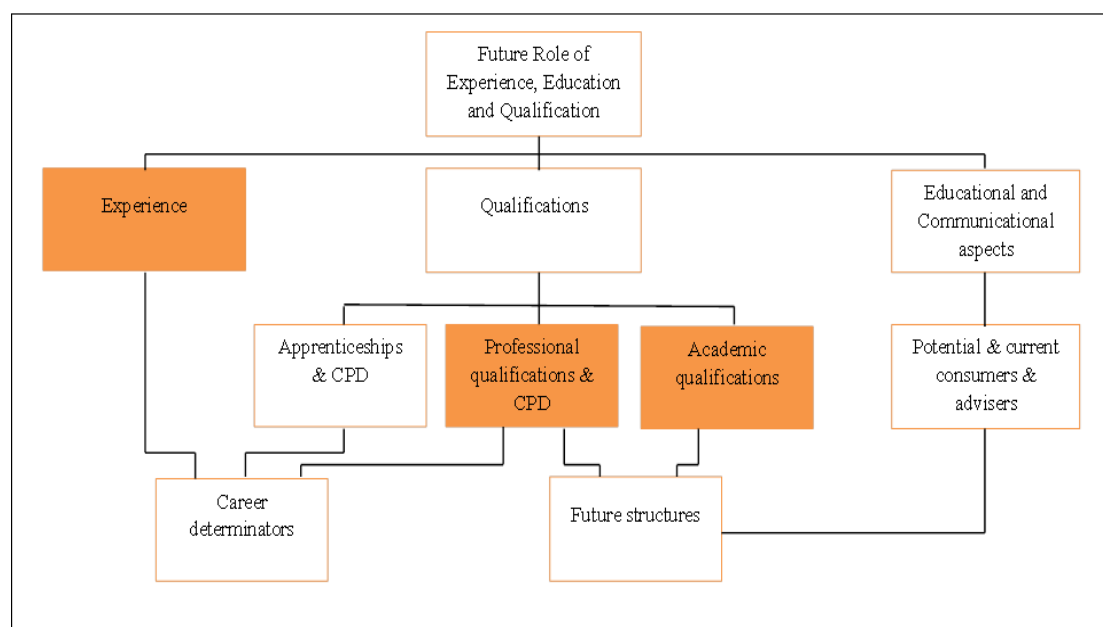 Future Role of
Experience, Education
and Qualification
Experience
Qualifications
Educational and
Communicational
aspects
Apprenticeships
& CPD
Professional
qualifications &
CPD
Academic
qualifications
Potential & current
consumers &
advisers
Career
determinators
Future structures